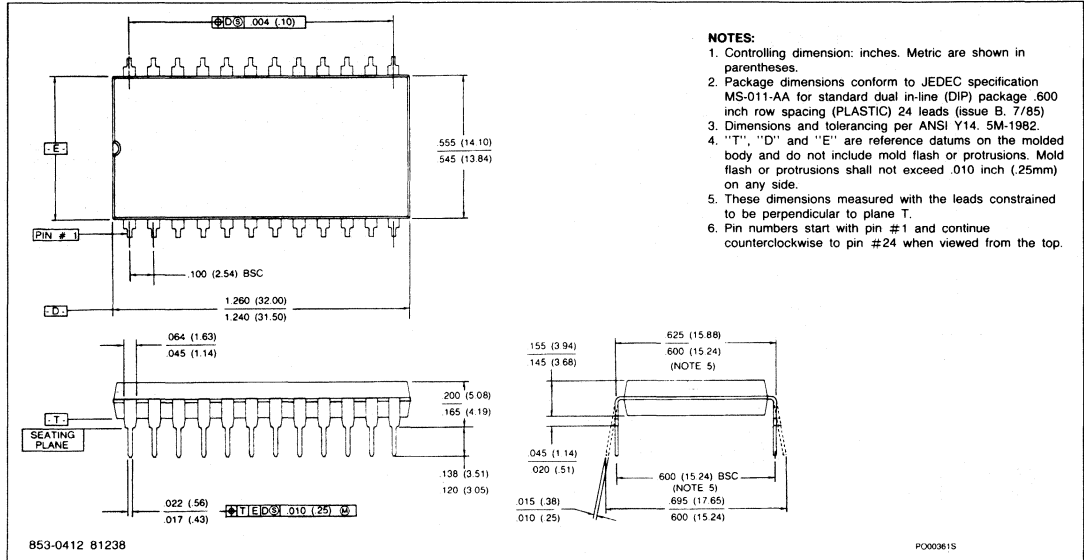 ⌖ D Ⓢ .004 (.10)
- E -
.555 (14.10)
.545 (13.84)
PIN # 1
.100 (2.54) BSC
- D -
1.260 (32.00)
1.240 (31.50)
NOTES:
1. Controlling dimension: inches. Metric are shown in
parentheses.
2. Package dimensions conform to JEDEC specification
MS-011-AA for standard dual in-line (DIP) package .600
inch row spacing (PLASTIC) 24 leads (issue B. 7/85)
3. Dimensions and tolerancing per ANSI Y14. 5M-1982.
4. "T", "D" and "E" are reference datums on the molded
body and do not include mold flash or protrusions. Mold
flash or protrusions shall not exceed .010 inch (.25mm)
on any side.
5. These dimensions measured with the leads constrained
to be perpendicular to plane T.
6. Pin numbers start with pin #1 and continue
counterclockwise to pin #24 when viewed from the top.
.064 (1.63)
.045 (1.14)
.200 (5.08)
.165 (4.19)
- T -
SEATING
PLANE
.138 (3.51)
120 (3 05)
.022 (.56)
.017 (.43)
⌖ T E D Ⓢ .010 (.25) Ⓜ
.155 (3.94)
.145 (3.68)
.625 (15.88)
.600 (15 24)
(NOTE 5)
.045 (1 14)
020 (.51)
600 (15 24) BSC
(NOTE 5)
.015 (.38)
.010 (.25)
.695 (17.65)
600 (15.24)
853-0412 81238
PO00361S